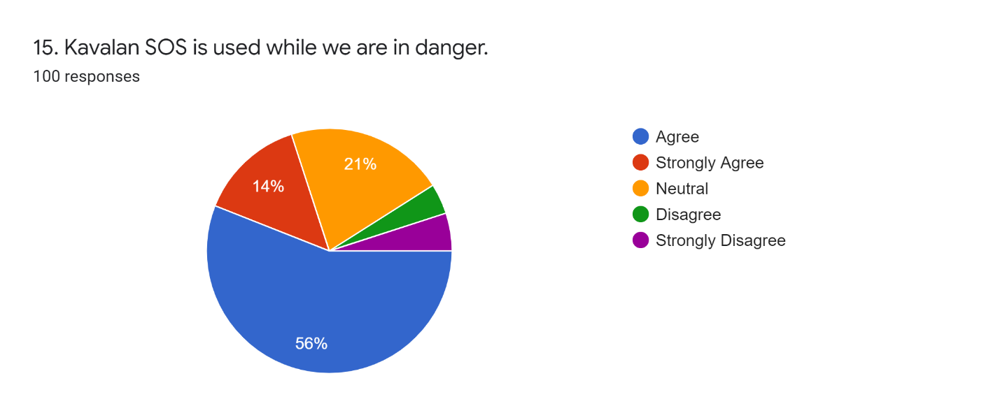 15. Kavalan SOS is used while we are in danger.
100 responses
21%
14%
56%
Agree
Strongly Agree
Neutral
Disagree
Strongly Disagree